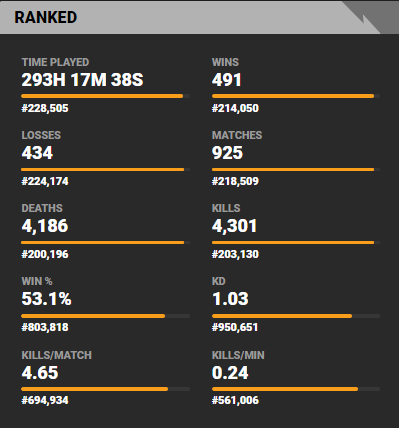 RANKED
TIME PLAYED
293H 17M 38S
#228,505
WINS
491
#214,050
LOSSES
434
#224,174
MATCHES
925
#218,509
DEATHS
4,186
#200,196
KILLS
4,301
#203,130
WIN %
53.1%
#803,818
KD
1.03
#950,651
KILLS/MATCH
4.65
#694,934
KILLS/MIN
0.24
#561,006